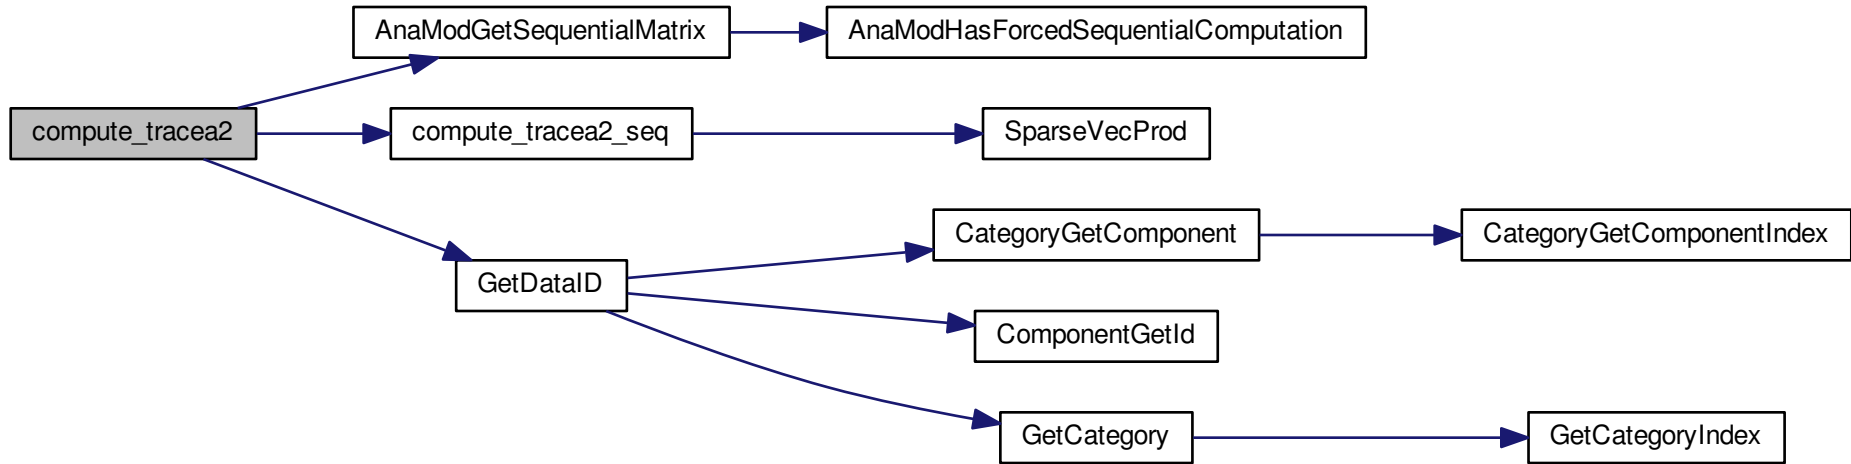 AnaModGetSequentialMatrix
AnaModHasForcedSequentialComputation
compute_tracea2
compute_tracea2_seq
SparseVecProd
CategoryGetComponent
CategoryGetComponentIndex
GetDataID
ComponentGetId
GetCategory
GetCategoryIndex